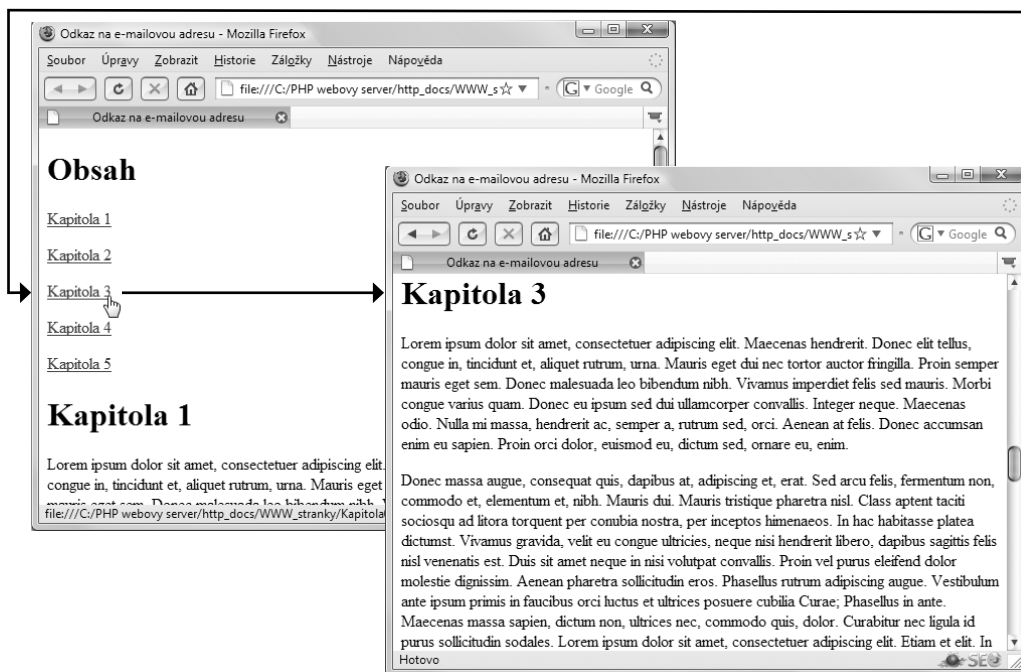 Odkaz na e-mailovou adresu - Mozilla Firefox
Soubor Úpravy Zobrazit Historie Záložky Nástroje Nápověda
file:///C:/PHP webovy server/http_docs/WWW_s
G Google
Odkaz na e-mailovou adresu
Obsah
Kapitola 1
Kapitola 2
Kapitola 3
Kapitola 4
Kapitola 5
Kapitola 1
Lorem ipsum dolor sit amet, consectetuer adipiscing elit.
congue in, tincidunt et, aliquet rutrum, urna. Mauris eget
mauris eget sem. Donec malesuada leo bibendum nibh.
file:///C:/PHP webovy server/http_docs/WWW_stranky/Kapitola
Odkaz na e-mailovou adresu - Mozilla Firefox
Soubor Úpravy Zobrazit Historie Záložky Nástroje Nápověda
file:///C:/PHP webovy server/http_docs/WWW_s
G Google
Odkaz na e-mailovou adresu
Kapitola 3
Lorem ipsum dolor sit amet, consectetuer adipiscing elit. Maecenas hendrerit. Donec elit tellus,
congue in, tincidunt et, aliquet rutrum, urna. Mauris eget dui nec tortor auctor fringilla. Proin semper
mauris eget sem. Donec malesuada leo bibendum nibh. Vivamus imperdiet felis sed mauris. Morbi
congue varius quam. Donec eu ipsum sed dui ullamcorper convallis. Integer neque. Maecenas
odio. Nulla mi massa, hendrerit ac, semper a, rutrum sed, orci. Aenean at felis. Donec accumsan
enim eu sapien. Proin orci dolor, euismod eu, dictum sed, ornare eu, enim.
Donec massa augue, consequat quis, dapibus at, adipiscing et, erat. Sed arcu felis, fermentum non,
commodo et, elementum et, nibh. Mauris dui. Mauris tristique pharetra nisl. Class aptent taciti
sociosqu ad litora torquent per conubia nostra, per inceptos himenaeos. In hac habitasse platea
dictumst. Vivamus gravida, velit eu congue ultricies, neque nisi hendrerit libero, dapibus sagittis felis
nisl venenatis est. Duis sit amet neque in nisi volutpat convallis. Proin vel purus eleifend dolor
molestie dignissim. Aenean pharetra sollicitudin eros. Phasellus rutrum adipiscing augue. Vestibulum
ante ipsum primis in faucibus orci luctus et ultrices posuere cubilia Curae; Phasellus in ante.
Maecenas massa sapien, dictum non, ultrices nec, commodo quis, dolor. Curabitur nec ligula id
purus sollicitudin sodales. Lorem ipsum dolor sit amet, consectetuer adipiscing elit. Etiam et elit. In
Hotovo
SEO